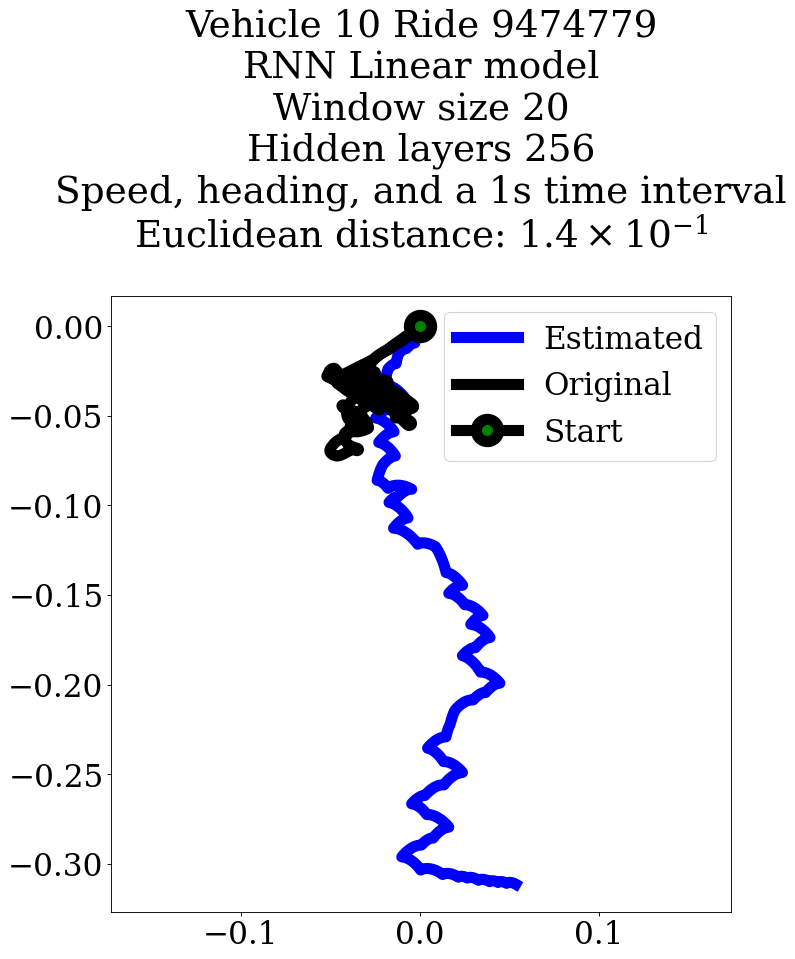 Vehicle 10 Ride 9474779
RNN Linear model
Window size 20
Hidden layers 256
Speed, heading, and a 1s time interval
Euclidean distance: 1.4 × 10⁻¹
Estimated
Original
Start
0.00
−0.05
−0.10
−0.15
−0.20
−0.25
−0.30
−0.1 0.0 0.1